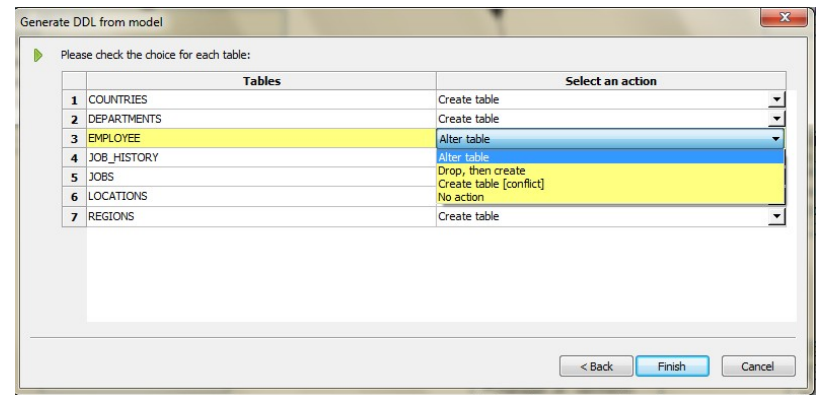 Generate DDL from model
Please check the choice for each table:
Tables Select an action
1 COUNTRIES Create table
2 DEPARTMENTS Create table
3 EMPLOYEE Alter table
4 JOB_HISTORY Alter table
5 JOBS Drop, then create
Create table [conflict]
6 LOCATIONS No action
7 REGIONS Create table
< Back Finish Cancel